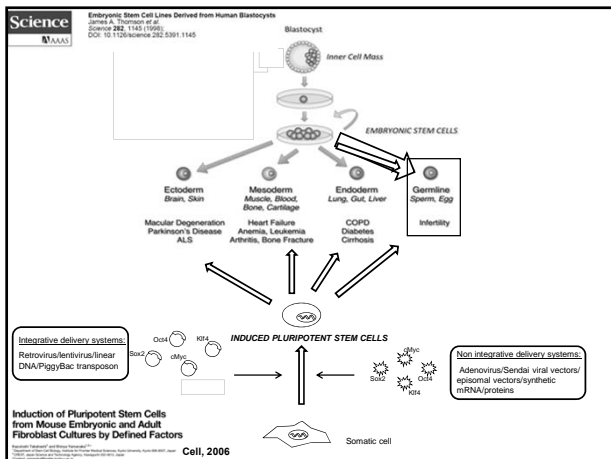 Science
AAAS
Embryonic Stem Cell Lines Derived from Human Blastocysts
James A. Thomson et al.
Science 282, 1145 (1998);
DOI: 10.1126/science.282.5391.1145
Blastocyst
Inner Cell Mass
EMBRYONIC STEM CELLS
Ectoderm
Brain, Skin
Mesoderm
Muscle, Blood,
Bone, Cartilage
Endoderm
Lung, Gut, Liver
Germline
Sperm, Egg
Macular Degeneration
Parkinson's Disease
ALS
Heart Failure
Anemia, Leukemia
Arthritis, Bone Fracture
COPD
Diabetes
Cirrhosis
Infertility
INDUCED PLURIPOTENT STEM CELLS
Integrative delivery systems:
Retrovirus/lentivirus/linear
DNA/PiggyBac transposon
Oct4
Klf4
Sox2
cMyc
cMyc
Sox2
Oct4
Klf4
Non integrative delivery systems:
Adenovirus/Sendai viral vectors/
episomal vectors/synthetic
mRNA/proteins
Somatic cell
Induction of Pluripotent Stem Cells
from Mouse Embryonic and Adult
Fibroblast Cultures by Defined Factors
Cell, 2006